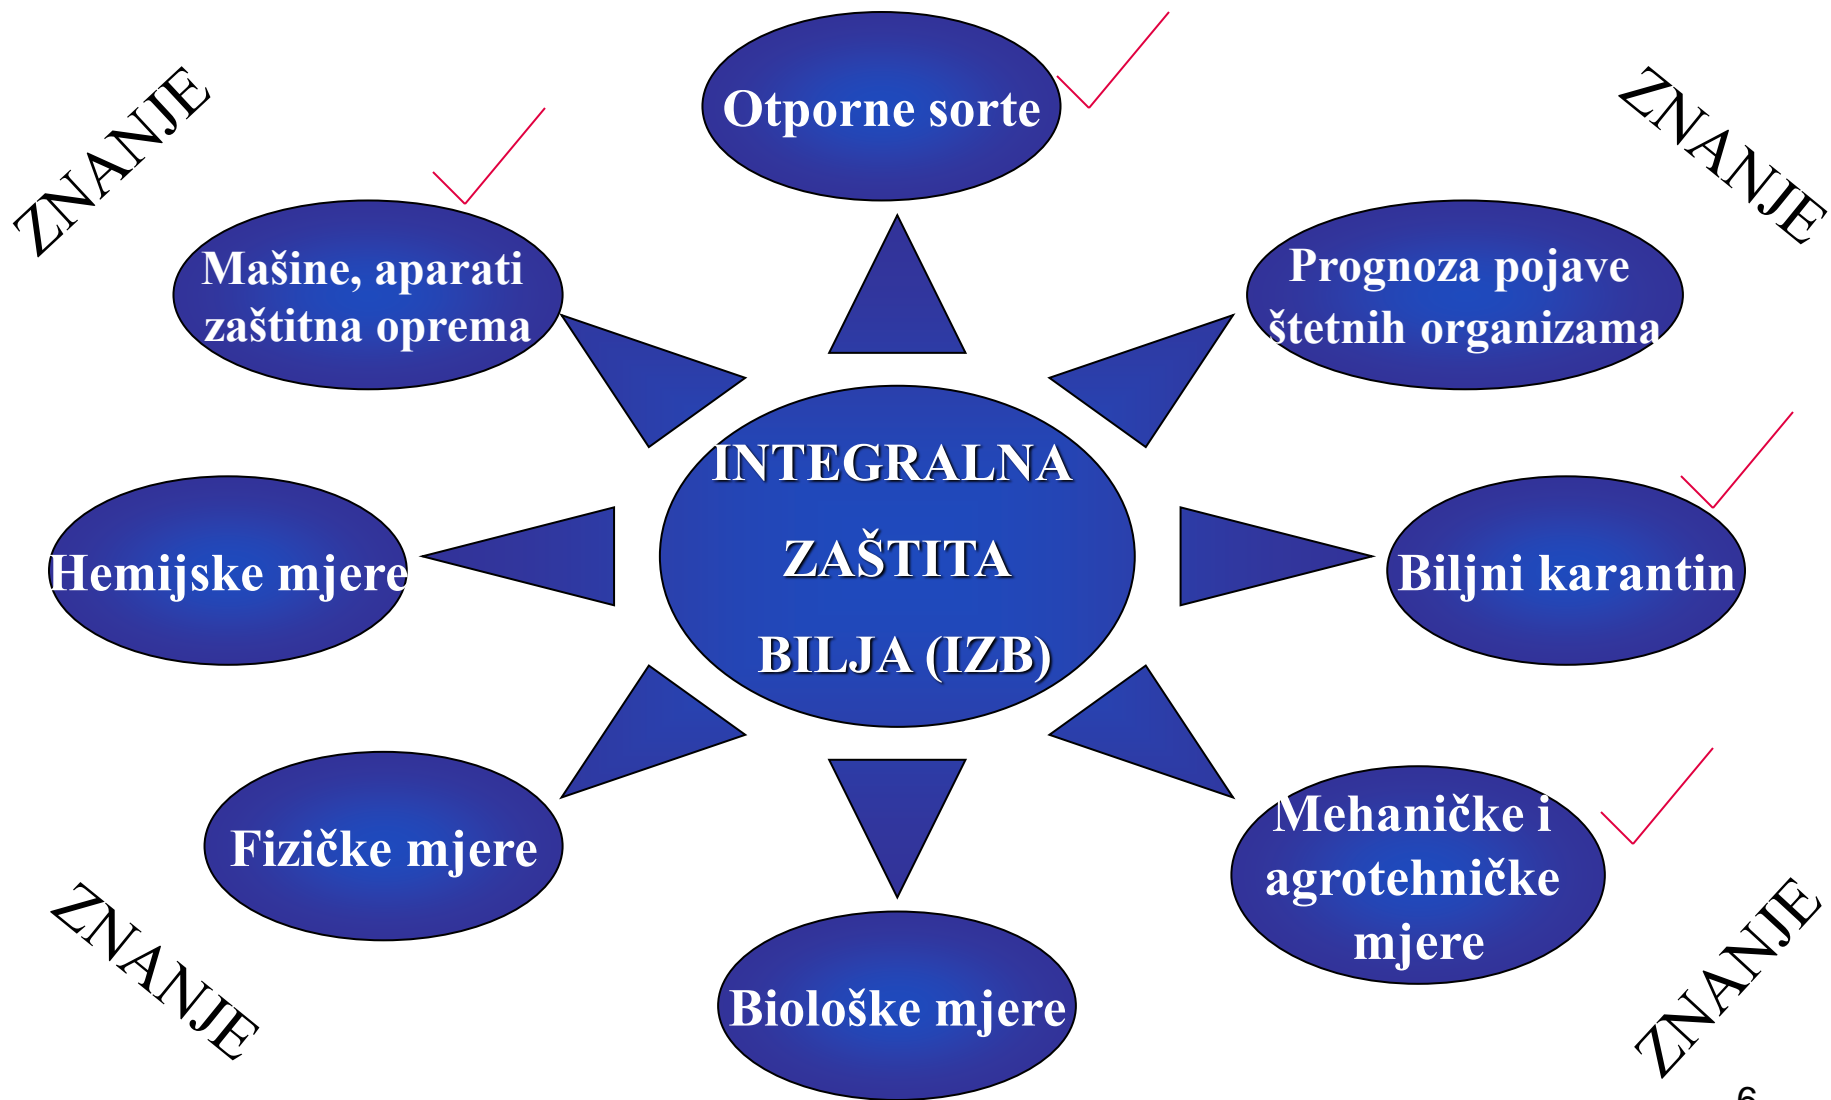 ZNANJE
Otporne sorte
ZNANJE
Mašine, aparati
zaštitna oprema
Prognoza pojave
štetnih organizama
INTEGRALNA
ZAŠTITA
BILJA (IZB)
Hemijske mjere
Biljni karantin
Fizičke mjere
Mehaničke i
agrotehničke
mjere
Biološke mjere
ZNANJE
ZNANJE
6